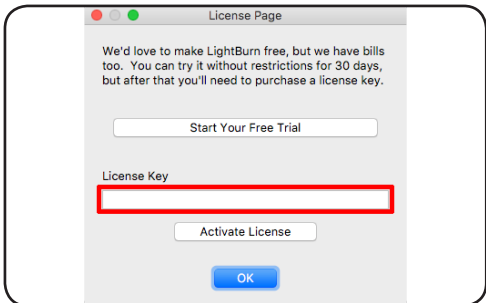 License Page
We'd love to make LightBurn free, but we have bills
too.  You can try it without restrictions for 30 days,
but after that you'll need to purchase a license key.
Start Your Free Trial
License Key
Activate License
OK